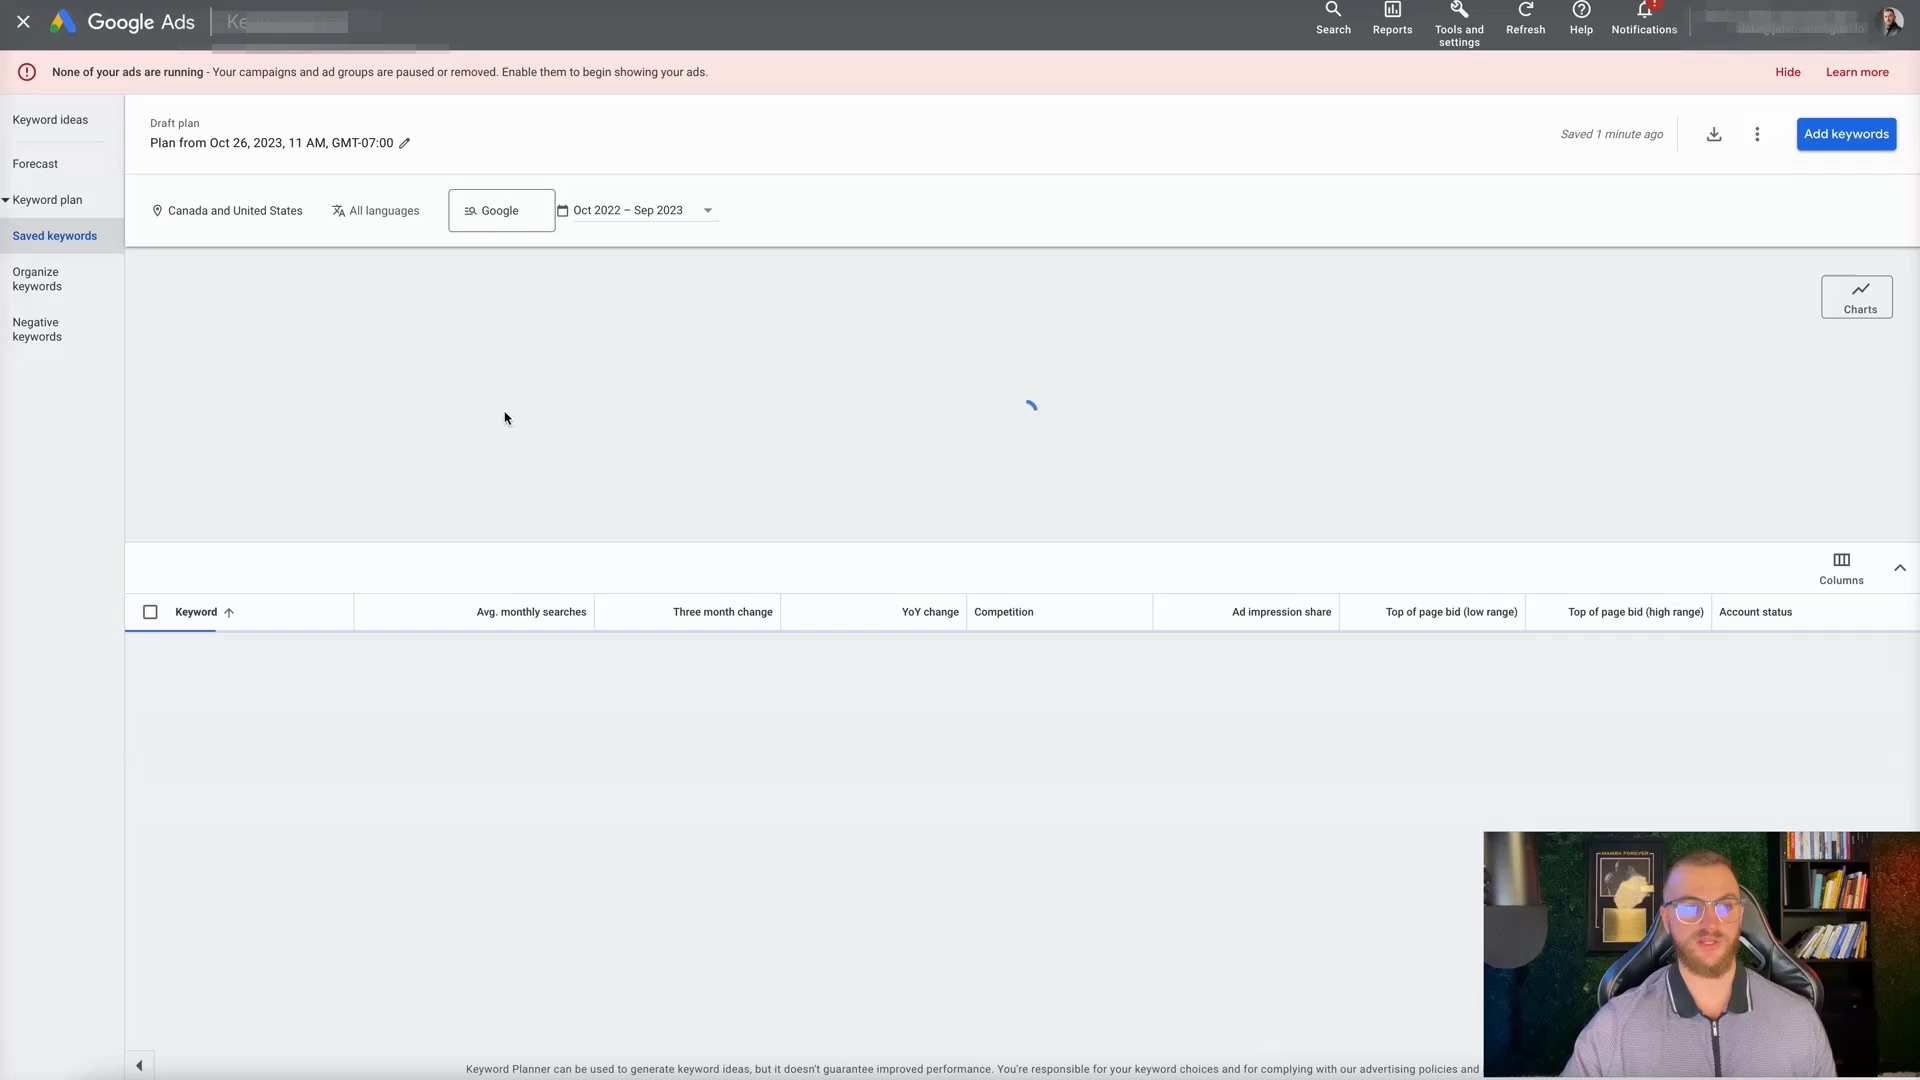 Google Ads
Search
Reports
Tools and
settings
Refresh
Help
Notifications
None of your ads are running - Your campaigns and ad groups are paused or removed. Enable them to begin showing your ads.
Hide
Learn more
Keyword ideas
Forecast
Keyword plan
Saved keywords
Organize
keywords
Negative
keywords
Draft plan
Plan from Oct 26, 2023, 11 AM, GMT-07:00
Saved 1 minute ago
Add keywords
Canada and United States
All languages
Google
Oct 2022 – Sep 2023
Charts
Columns
Keyword
Avg. monthly searches
Three month change
YoY change
Competition
Ad impression share
Top of page bid (low range)
Top of page bid (high range)
Account status
MAMBA FOREVER
Keyword Planner can be used to generate keyword ideas, but it doesn't guarantee improved performance. You're responsible for your keyword choices and for complying with our advertising policies and